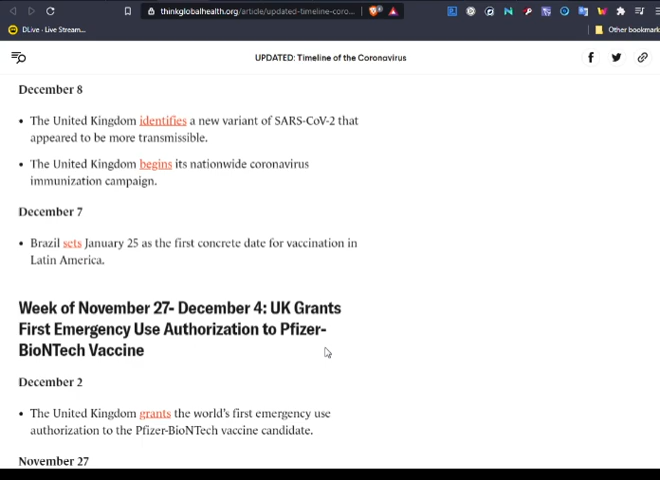 thinkglobalhealth.org/article/updated-timeline-coro...
DLive - Live Stream...
Other bookmark
UPDATED: Timeline of the Coronavirus
December 8
• The United Kingdom identifies a new variant of SARS-CoV-2 that
appeared to be more transmissible.
• The United Kingdom begins its nationwide coronavirus
immunization campaign.
December 7
• Brazil sets January 25 as the first concrete date for vaccination in
Latin America.
Week of November 27- December 4: UK Grants
First Emergency Use Authorization to Pfizer-
BioNTech Vaccine
December 2
• The United Kingdom grants the world's first emergency use
authorization to the Pfizer-BioNTech vaccine candidate.
November 27